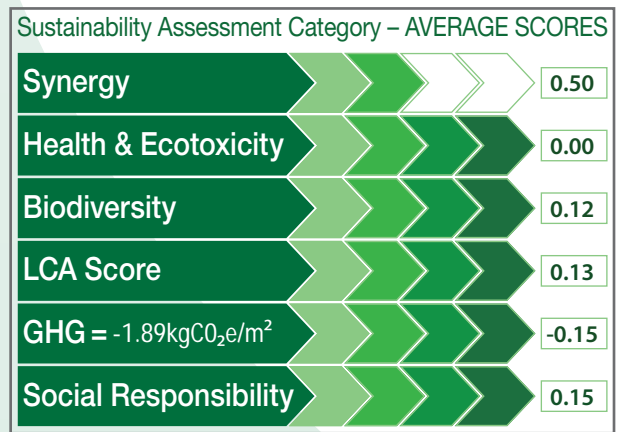 Sustainability Assessment Category – AVERAGE SCORES
Synergy 0.50
Health & Ecotoxicity 0.00
Biodiversity 0.12
LCA Score 0.13
GHG = -1.89kgC0₂e/m² -0.15
Social Responsibility 0.15